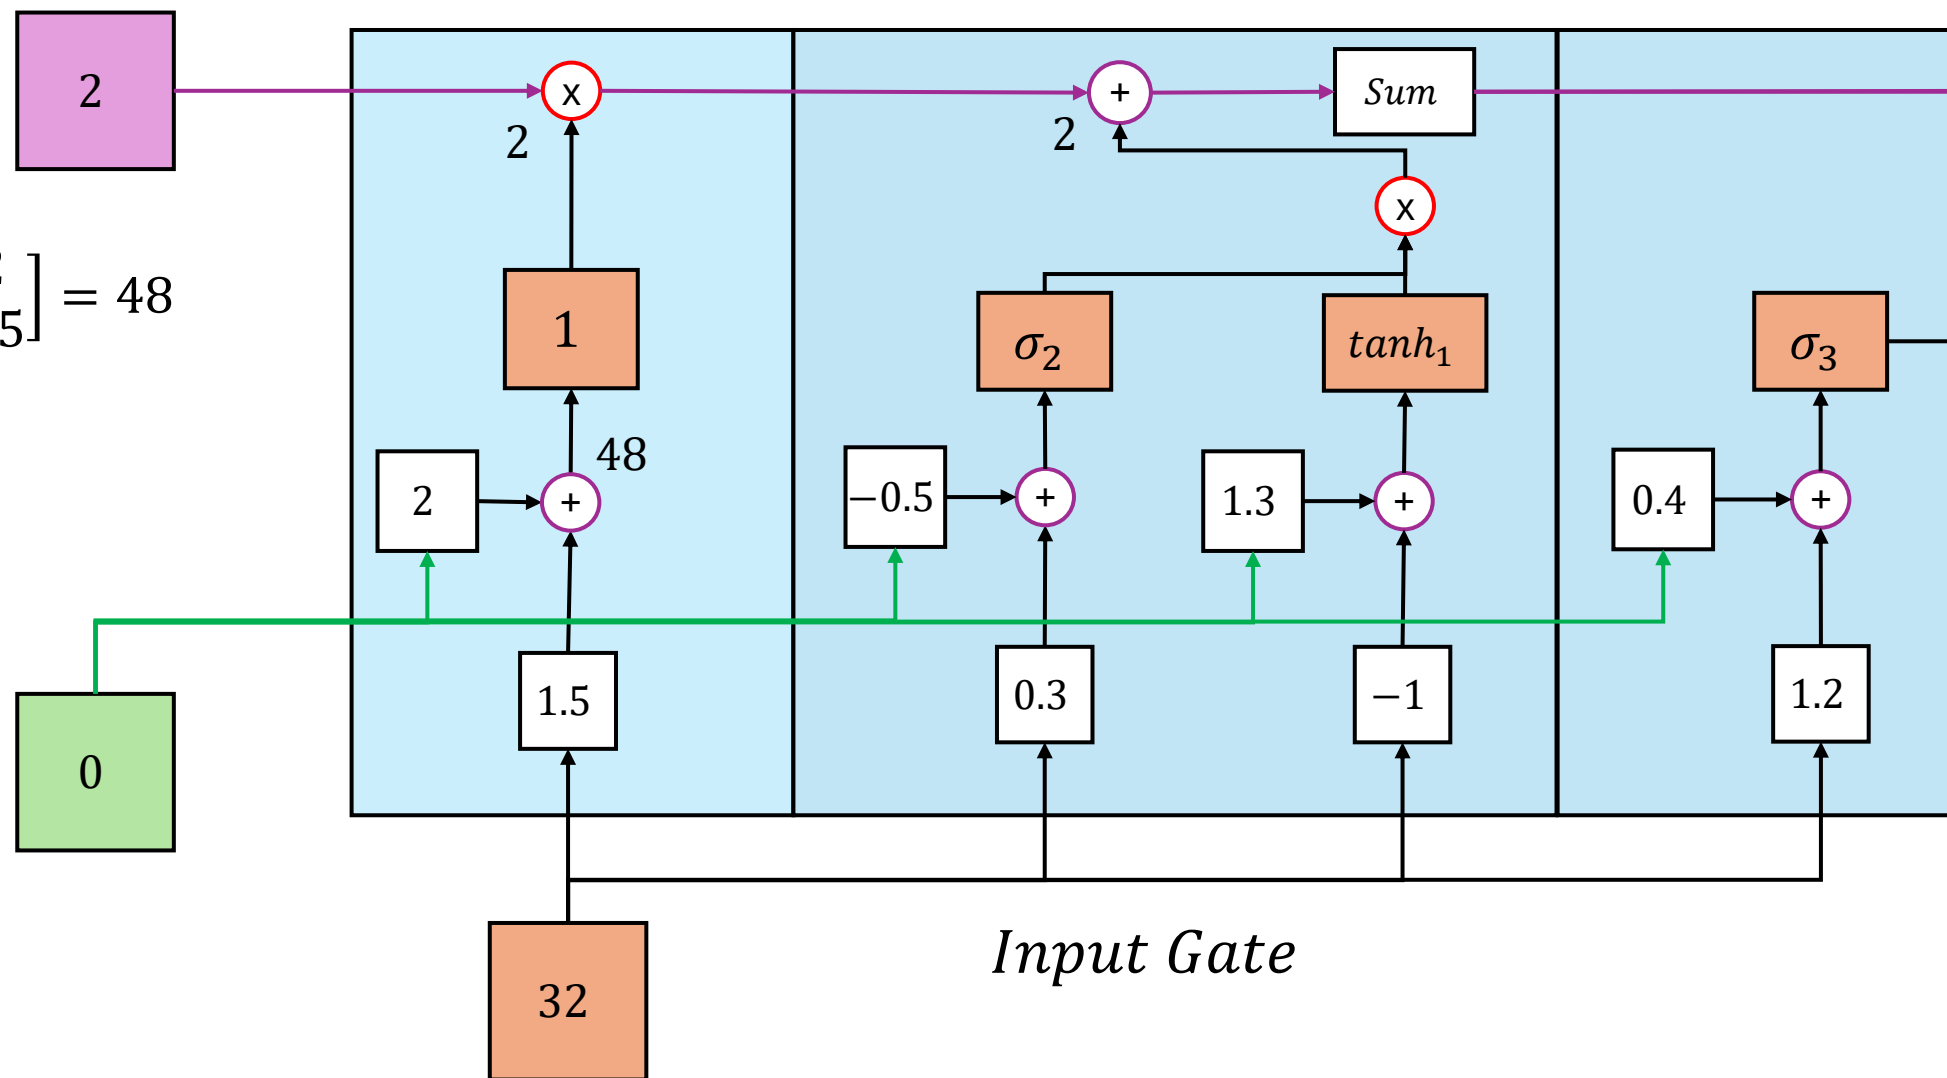 2
x
+
Sum
2
2
x
5] = 48
1
σ₂
tanh₁
σ₃
48
2
+
−0.5
+
1.3
+
0.4
+
1.5
0.3
−1
1.2
0
Input Gate
32